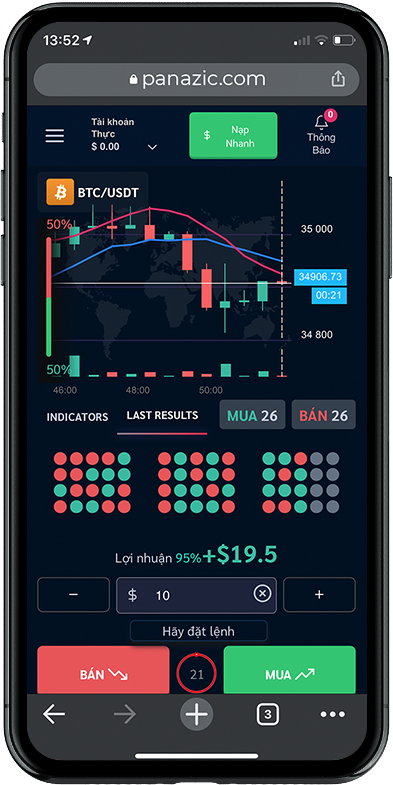 13:52
panazic.com
Tài khoản
Thực
$ 0.00
$ Nạp
Nhanh
0
Thông
Báo
BTC/USDT
50%
35 000
34906.73
00:21
34 800
50%
46:00 48:00 50:00
INDICATORS LAST RESULTS MUA 26 BÁN 26
Lợi nhuận 95%+$19.5
− $ 10 +
Hãy đặt lệnh
BÁN 21 MUA
3